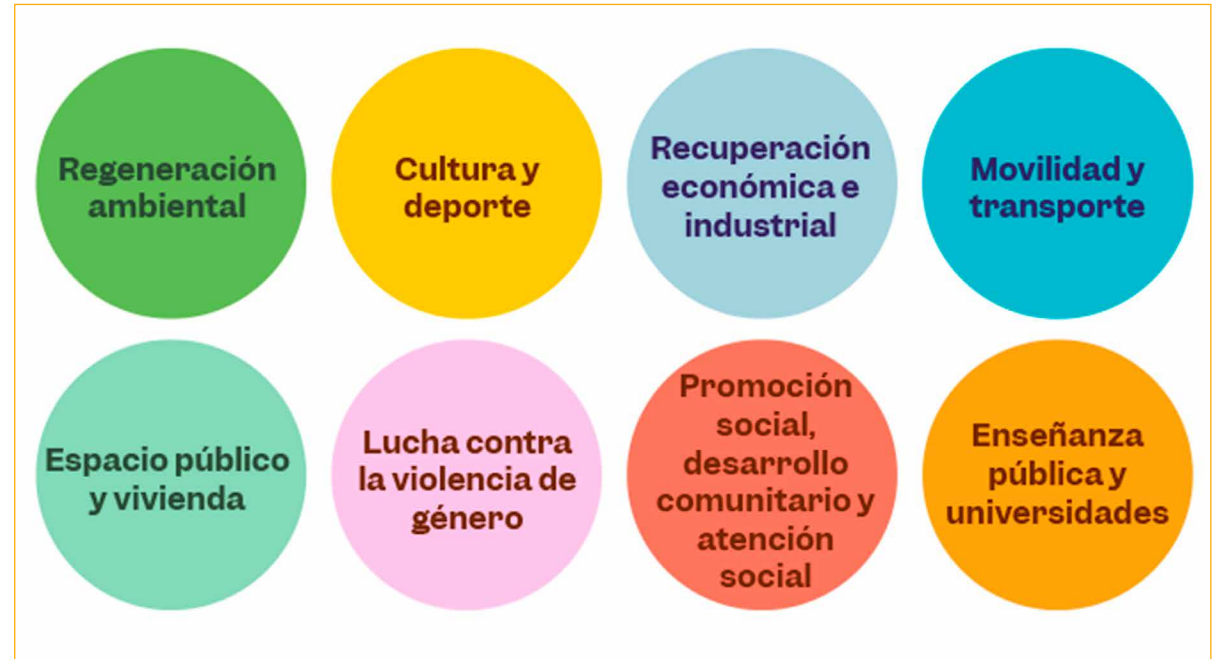 Regeneración
ambiental
Cultura y
deporte
Recuperación
económica e
industrial
Movilidad y
transporte
Espacio público
y vivienda
Lucha contra
la violencia de
género
Promoción
social,
desarrollo
comunitario y
atención
social
Enseñanza
pública y
universidades